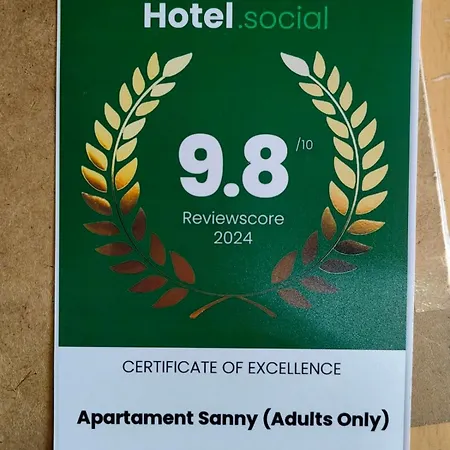 Hotel.social
9.8 /10
Reviewscore
2024
CERTIFICATE OF EXCELLENCE
Apartament Sanny (Adults Only)